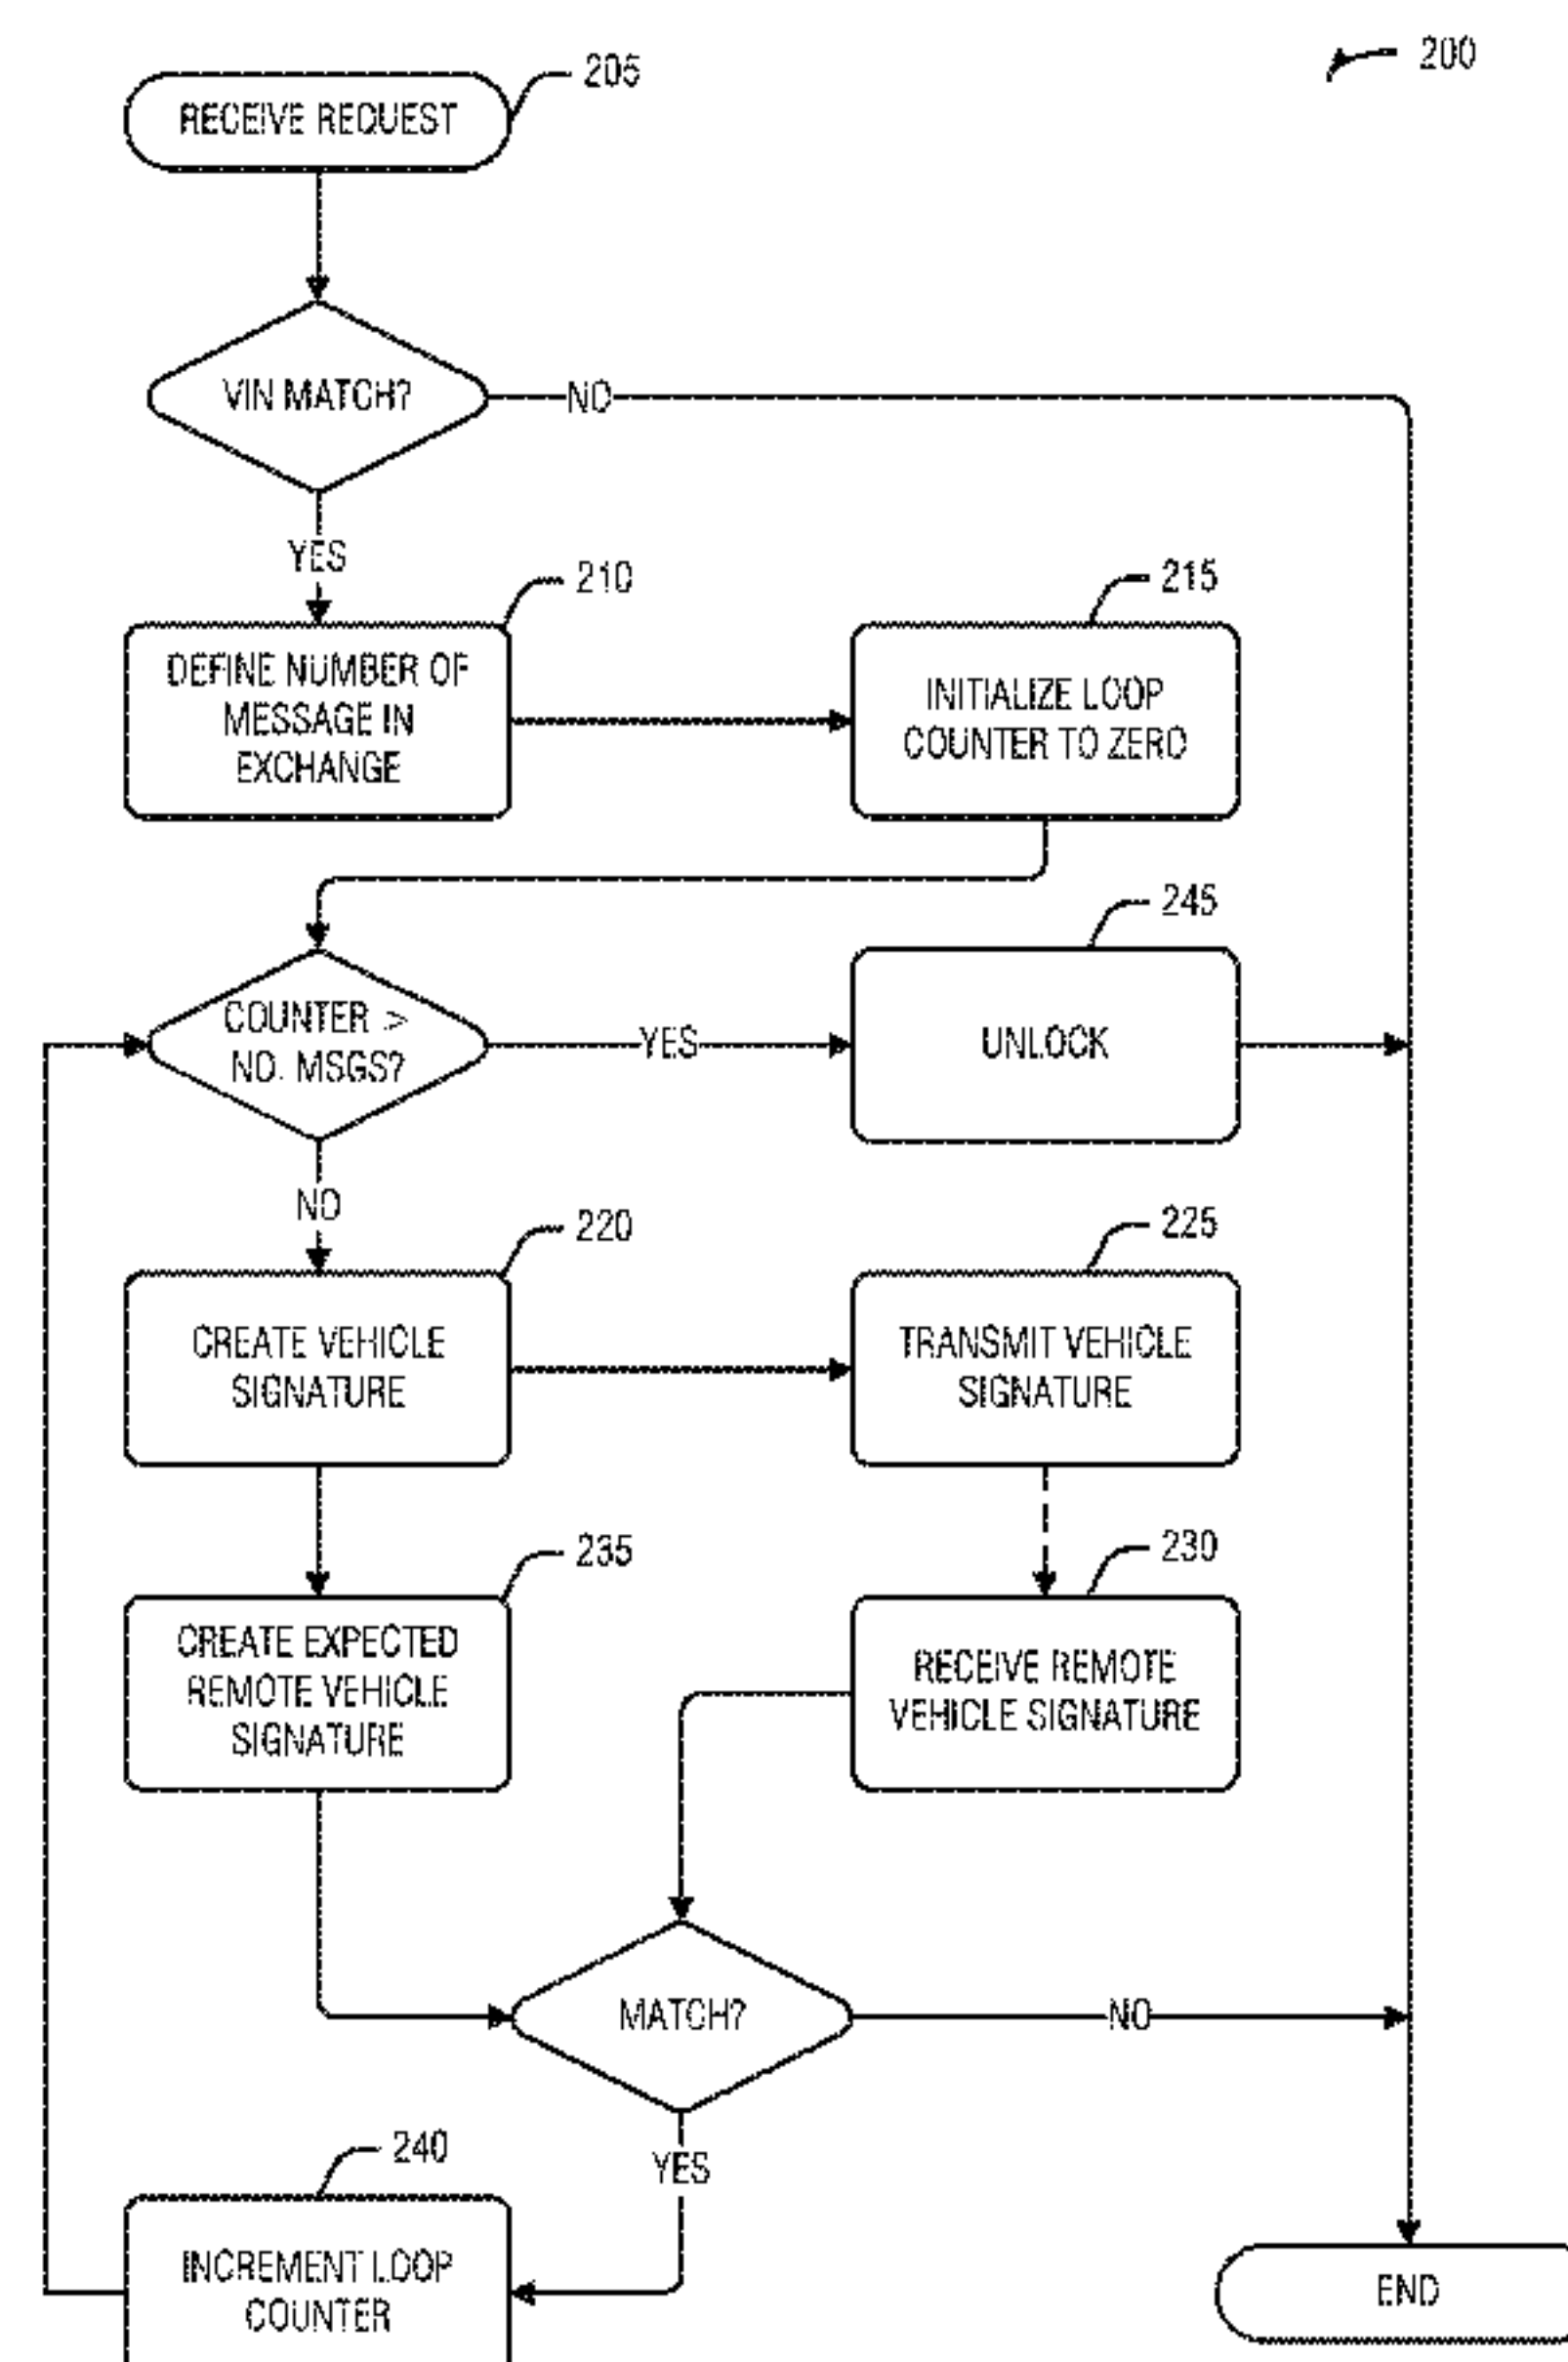 200
205
RECEIVE REQUEST
VIN MATCH?
NO
YES
210
DEFINE NUMBER OF
MESSAGE IN
EXCHANGE
215
INITIALIZE LOOP
COUNTER TO ZERO
COUNTER >
NO. MSGS?
YES
245
UNLOCK
NO
220
CREATE VEHICLE
SIGNATURE
225
TRANSMIT VEHICLE
SIGNATURE
235
CREATE EXPECTED
REMOTE VEHICLE
SIGNATURE
230
RECEIVE REMOTE
VEHICLE SIGNATURE
MATCH?
NO
YES
240
INCREMENT LOOP
COUNTER
END